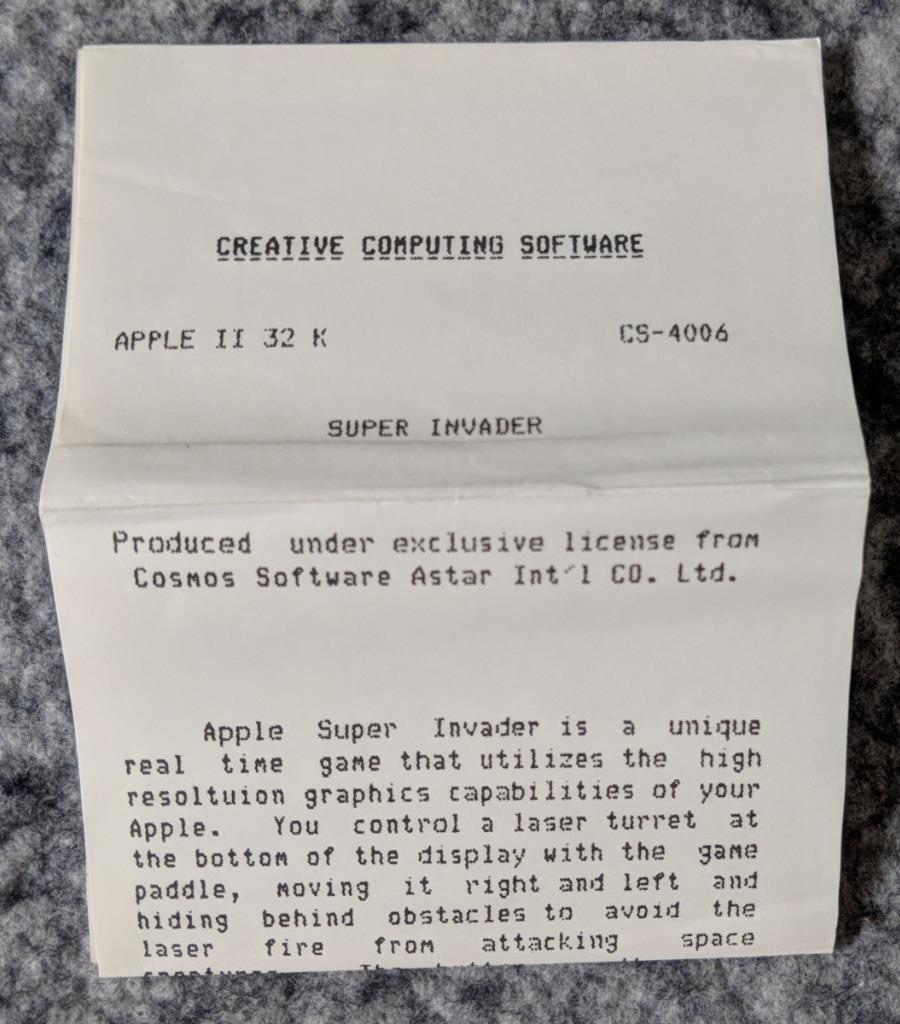 CREATIVE COMPUTING SOFTWARE
APPLE II 32 K
CS-4006
SUPER INVADER
Produced under exclusive license from
Cosmos Software Astar Int'l CO. Ltd.
Apple Super Invader is a unique
real time game that utilizes the high
resoltuion graphics capabilities of your
Apple. You control a laser turret at
the bottom of the display with the game
paddle, moving it right and left and
hiding behind obstacles to avoid the
laser fire from attacking space